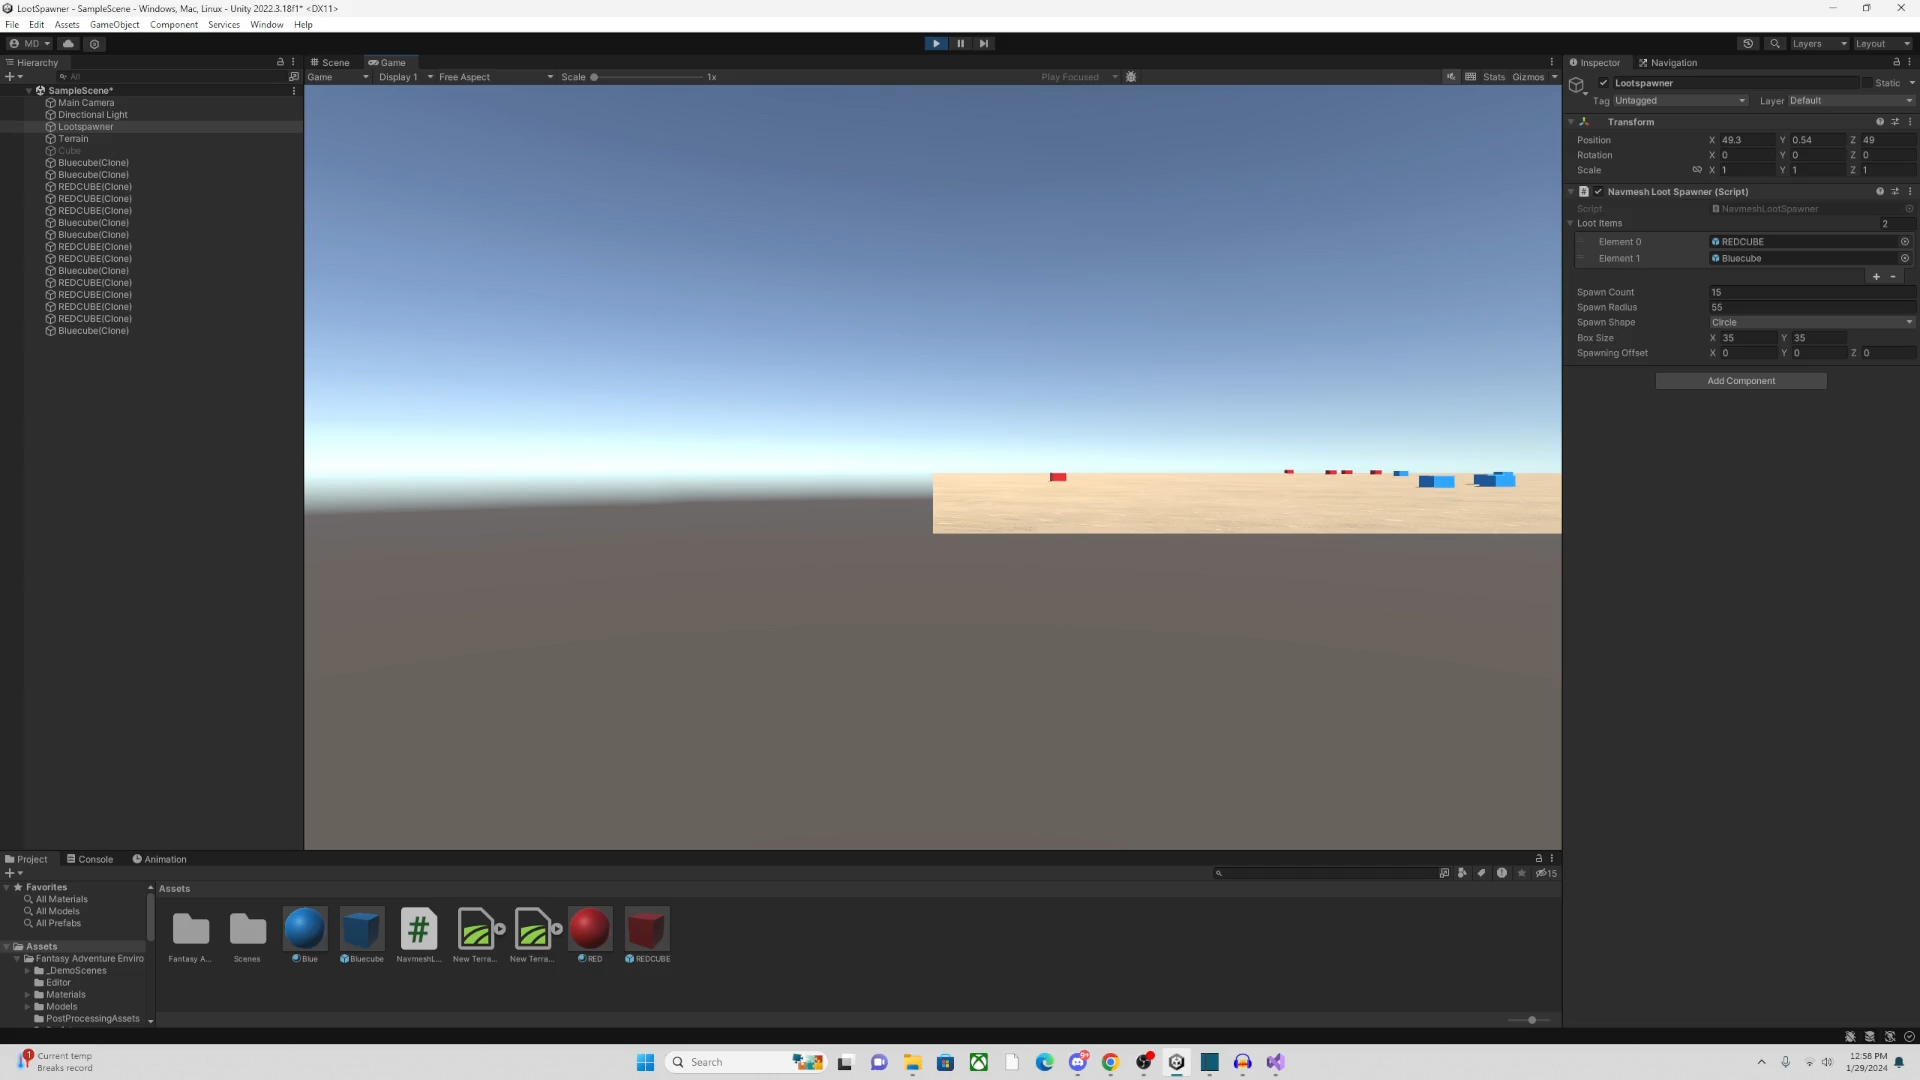 LootSpawner - SampleScene - Windows, Mac, Linux - Unity 2022.3.18f1* <DX11>
File Edit Assets GameObject Component Services Window Help
MD Layers Layout
Hierarchy Scene Game Inspector Navigation
All Game Display 1 Free Aspect Scale 1x Play Focused Stats Gizmos
SampleScene*
Main Camera
Directional Light
Lootspawner
Terrain
Cube
Bluecube(Clone)
Bluecube(Clone)
REDCUBE(Clone)
REDCUBE(Clone)
REDCUBE(Clone)
Bluecube(Clone)
Bluecube(Clone)
REDCUBE(Clone)
REDCUBE(Clone)
Bluecube(Clone)
REDCUBE(Clone)
REDCUBE(Clone)
REDCUBE(Clone)
REDCUBE(Clone)
Bluecube(Clone)
Lootspawner Static
Tag Untagged Layer Default
Transform
Position X 49.3 Y 0.54 Z 49
Rotation X 0 Y 0 Z 0
Scale X 1 Y 1 Z 1
# Navmesh Loot Spawner (Script)
Script NavmeshLootSpawner
Loot Items 2
Element 0 REDCUBE
Element 1 Bluecube
+ -
Spawn Count 15
Spawn Radius 55
Spawn Shape Circle
Box Size X 35 Y 35
Spawning Offset X 0 Y 0 Z 0
Add Component
Project Console Animation
15
Favorites
All Materials
All Models
All Prefabs
Assets
Fantasy Adventure Enviro
_DemoScenes
Editor
Materials
Models
PostProcessingAssets
Assets
#
Fantasy A... Scenes Blue Bluecube NavmeshL... New Terra... New Terra... RED REDCUBE
1 Current temp
Breaks record
Search
9+
12:58 PM
1/29/2024